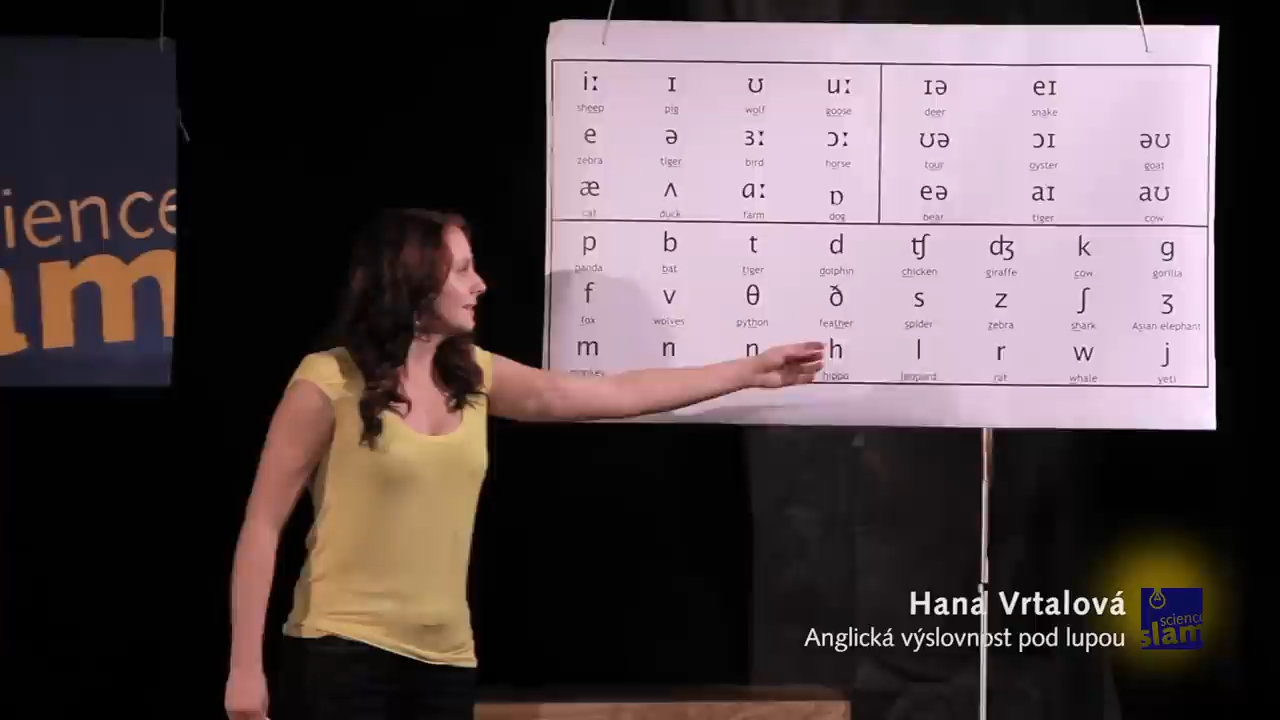 iː ɪ ʊ uː ɪə eɪ
sheep pig wolf goose deer snake
e ə ɜː ɔː ʊə ɔɪ əʊ
zebra tiger bird horse tour oyster goat
æ ʌ ɑː ɒ eə aɪ aʊ
cat duck farm dog bear tiger cow
p b t d tʃ dʒ k g
panda bat tiger dolphin chicken giraffe cow gorilla
f v θ ð s z ʃ ʒ
fox wolves python feather spider zebra shark Asian elephant
m n h l r w j
monkey hippo leopard rat whale yeti
ience
am
Hana Vrtalová
Anglická výslovnost pod lupou
science
slam